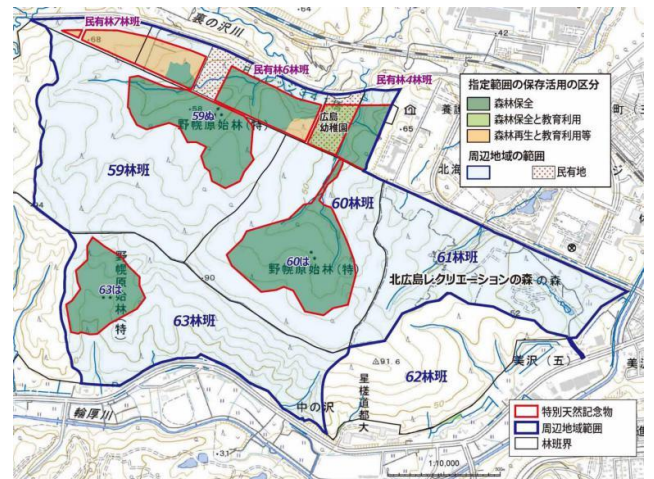 民有林7林班
裏の沢川
68
42
民有林6林班
民有林4林班
広島
幼稚園
65
59ぬ
野幌原始林(特)
59林班
60林班
60は
野幌原始林(特)
90
61林班
北広島レクリエーションの森
の森
63は
野幌原始林(特)
63林班
62林班
91.6
美沢(五)
中の沢
星槎道都大
輪厚川
31
指定範囲の保存活用の区分
森林保全
森林保全と教育利用
森林再生と教育利用等
周辺地域の範囲
民有地
特別天然記念物
周辺地域範囲
林班界
1:10,000